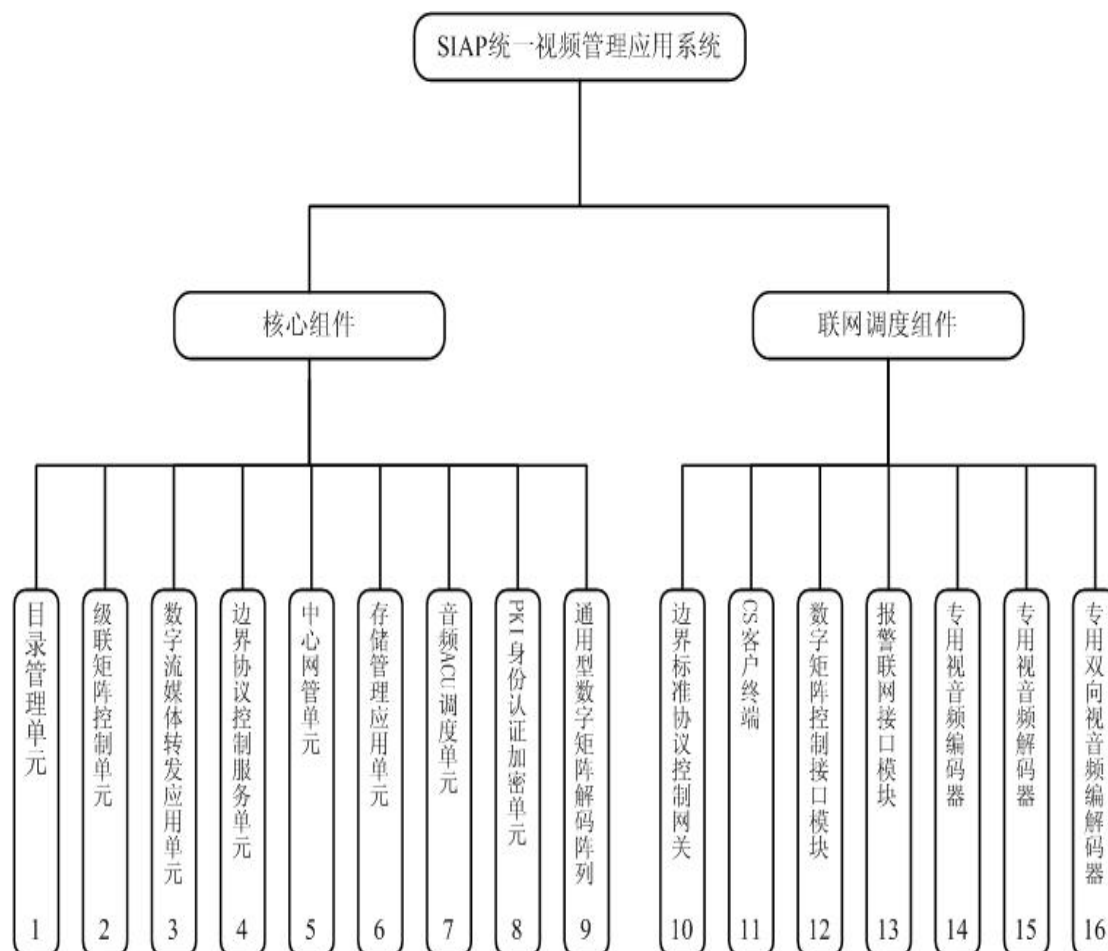 SIAP统一视频管理应用系统
核心组件
联网调度组件
目录管理单元
1
级联矩阵控制单元
2
数字流媒体转发应用单元
3
边界协议控制服务单元
4
中心网管单元
5
存储管理应用单元
6
音频ACU调度单元
7
PKI身份认证加密单元
8
通用型数字矩阵解码阵列
9
边界标准协议控制网关
10
CS客户终端
11
数字矩阵控制接口模块
12
报警联网接口模块
13
专用视音频编码器
14
专用视音频解码器
15
专用双向视音频编解码器
16